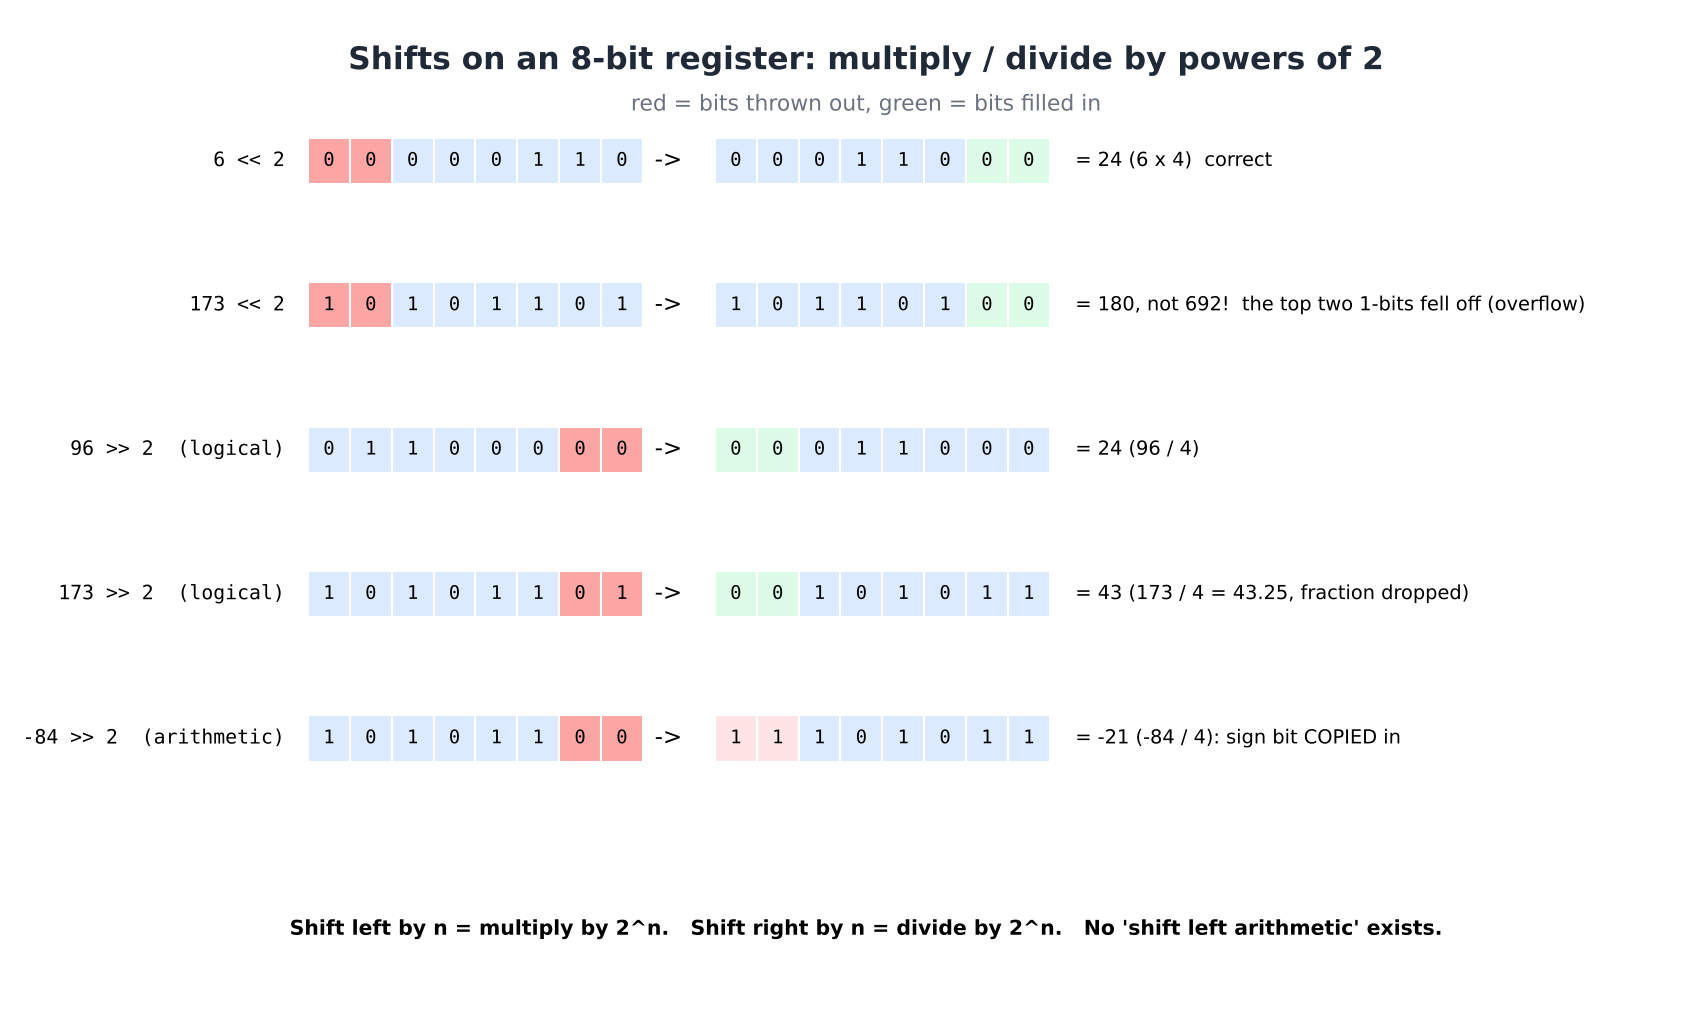 Shifts on an 8-bit register: multiply / divide by powers of 2
red = bits thrown out, green = bits filled in
6 << 2 0 0 0 0 0 1 1 0 -> 0 0 0 1 1 0 0 0 = 24 (6 x 4)  correct
173 << 2 1 0 1 0 1 1 0 1 -> 1 0 1 1 0 1 0 0 = 180, not 692!  the top two 1-bits fell off (overflow)
96 >> 2  (logical) 0 1 1 0 0 0 0 0 -> 0 0 0 1 1 0 0 0 = 24 (96 / 4)
173 >> 2  (logical) 1 0 1 0 1 1 0 1 -> 0 0 1 0 1 0 1 1 = 43 (173 / 4 = 43.25, fraction dropped)
-84 >> 2  (arithmetic) 1 0 1 0 1 1 0 0 -> 1 1 1 0 1 0 1 1 = -21 (-84 / 4): sign bit COPIED in
Shift left by n = multiply by 2^n.   Shift right by n = divide by 2^n.   No 'shift left arithmetic' exists.